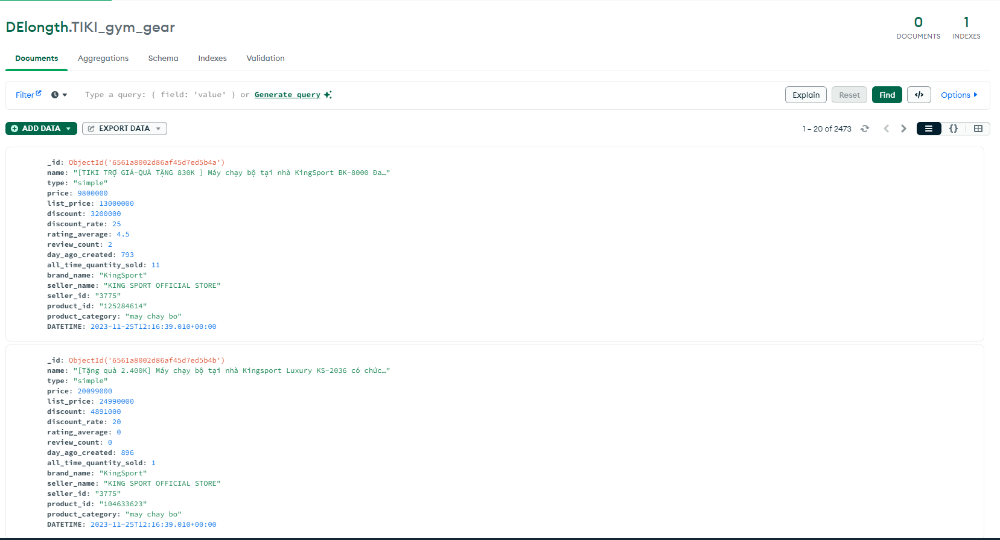 DElongth.TIKI_gym_gear
0 1
DOCUMENTS INDEXES
Documents Aggregations Schema Indexes Validation
Filter Type a query: { field: 'value' } or Generate query Explain Reset Find </> Options
ADD DATA EXPORT DATA 1 – 20 of 2473 {}
_id: ObjectId('6561a8002d86af45d7ed5b4a')
name: "[TIKI TRỢ GIÁ-QUÀ TẶNG 830K ] Máy chạy bộ tại nhà KingSport BK-8000 Đa…"
type: "simple"
price: 9800000
list_price: 13000000
discount: 3200000
discount_rate: 25
rating_average: 4.5
review_count: 2
day_ago_created: 793
all_time_quantity_sold: 11
brand_name: "KingSport"
seller_name: "KING SPORT OFFICIAL STORE"
seller_id: "3775"
product_id: "125284614"
product_category: "may chay bo"
DATETIME: 2023-11-25T12:16:39.010+00:00
_id: ObjectId('6561a8002d86af45d7ed5b4b')
name: "[Tặng quà 2.400K] Máy chạy bộ tại nhà Kingsport Luxury KS-2036 có chức…"
type: "simple"
price: 20099000
list_price: 24990000
discount: 4891000
discount_rate: 20
rating_average: 0
review_count: 0
day_ago_created: 896
all_time_quantity_sold: 1
brand_name: "KingSport"
seller_name: "KING SPORT OFFICIAL STORE"
seller_id: "3775"
product_id: "104633623"
product_category: "may chay bo"
DATETIME: 2023-11-25T12:16:39.010+00:00